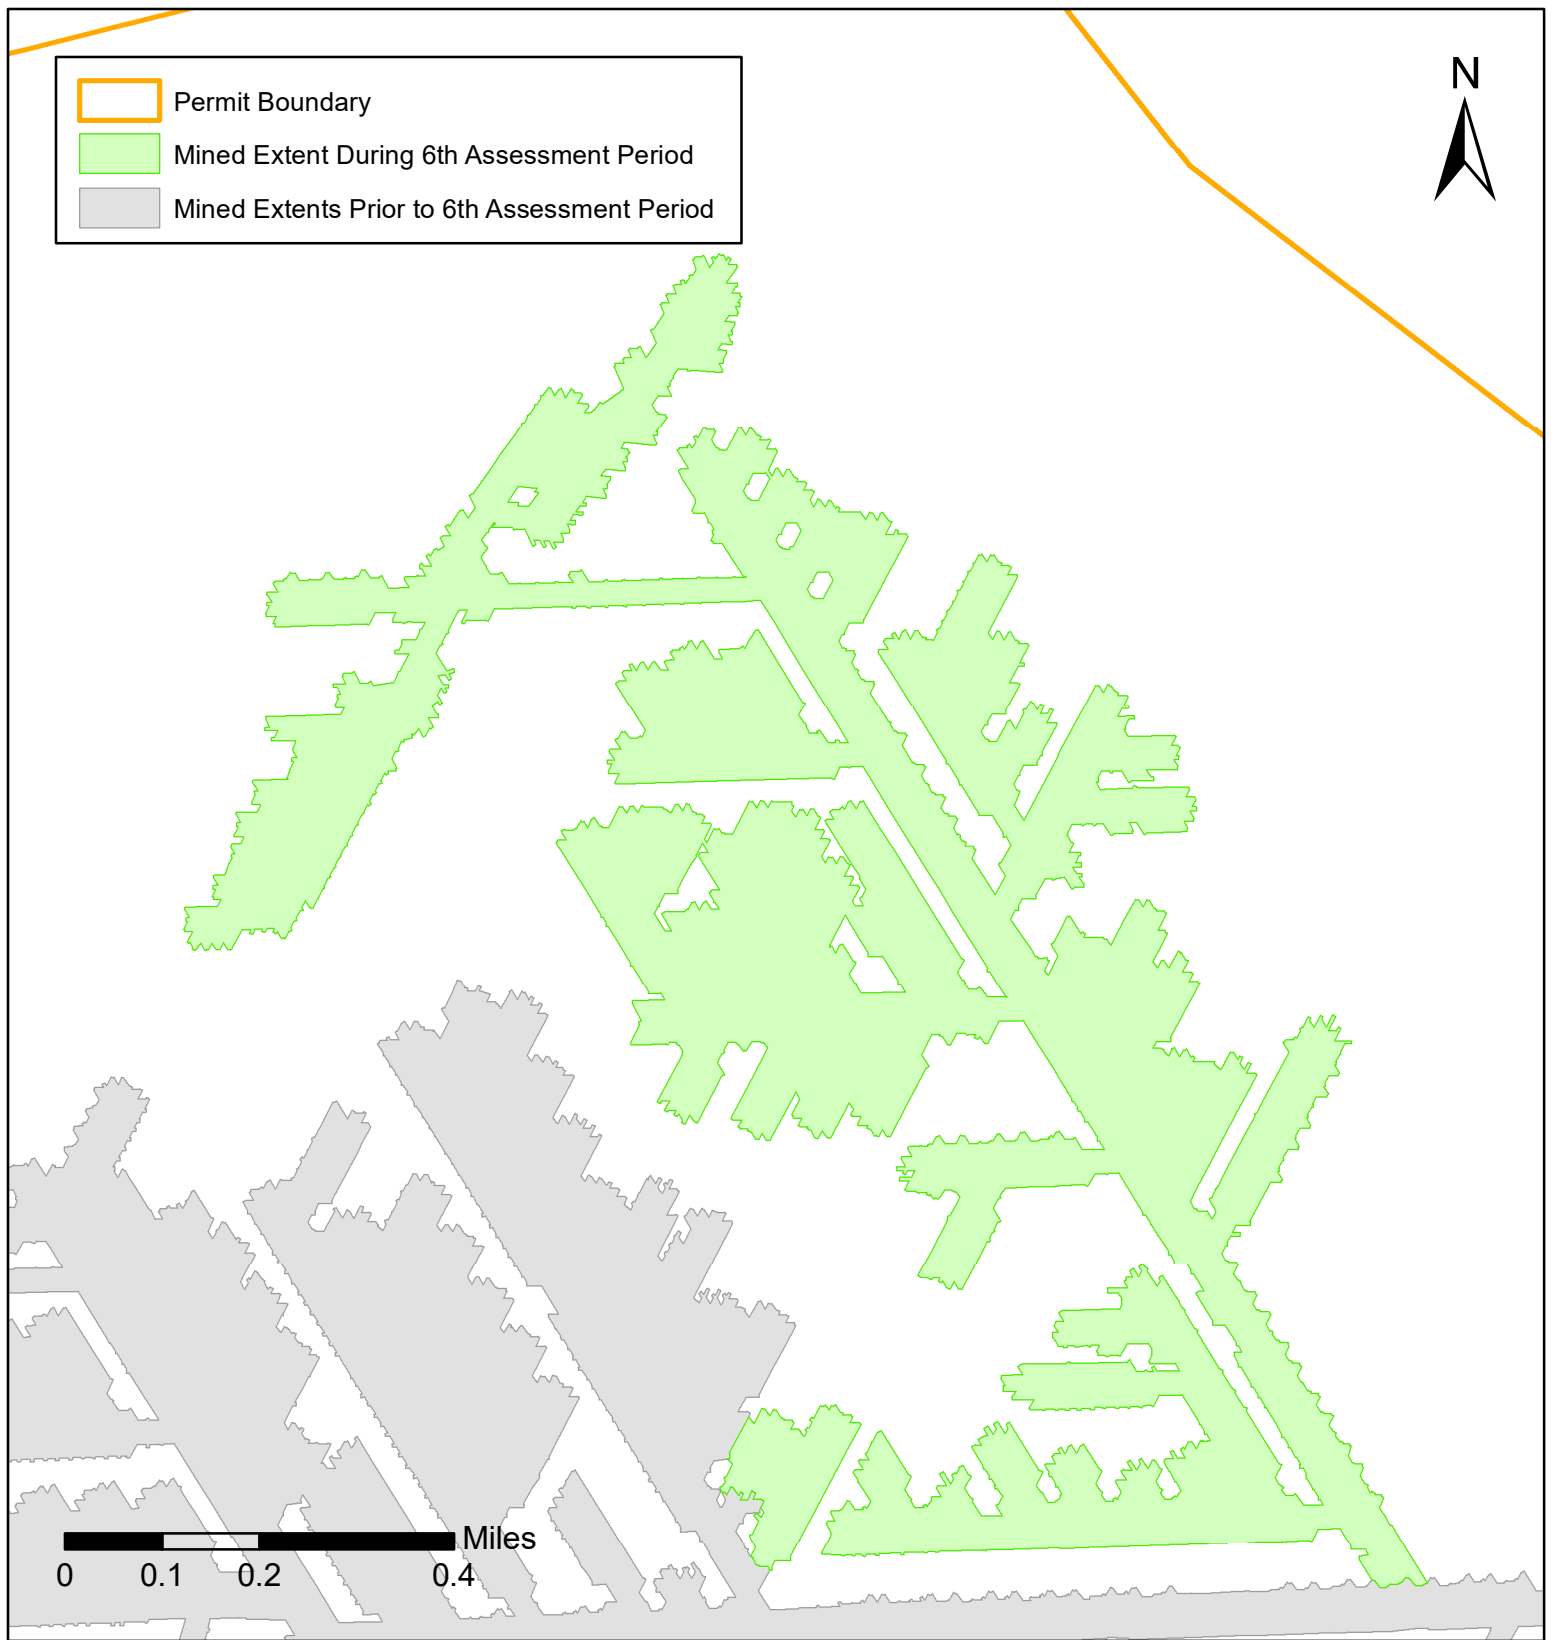 N
Permit Boundary
Mined Extent During 6th Assessment Period
Mined Extents Prior to 6th Assessment Period
Miles
0 0.1 0.2 0.4